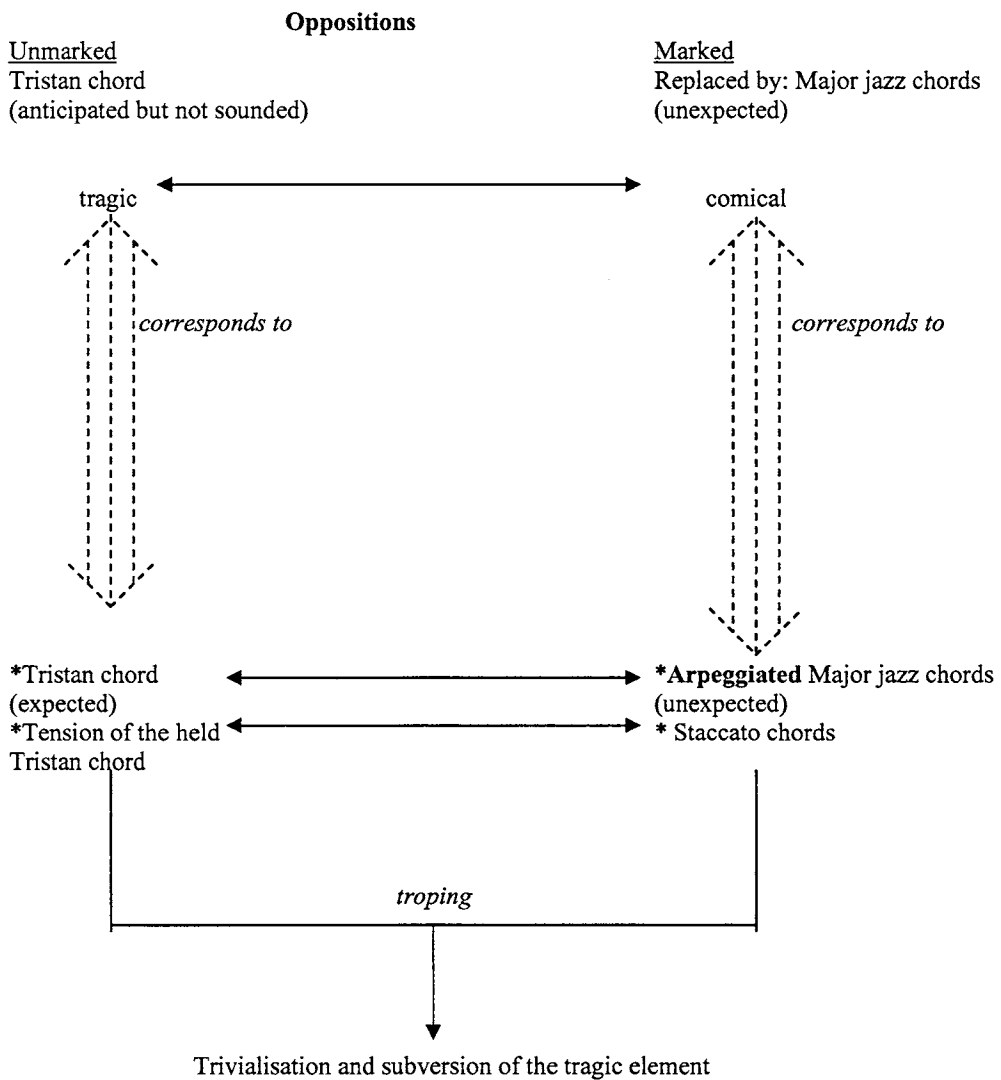 Oppositions
Unmarked
Tristan chord
(anticipated but not sounded)
Marked
Replaced by: Major jazz chords
(unexpected)
tragic
comical
corresponds to
corresponds to
*Tristan chord
(expected)
*Tension of the held
Tristan chord
*Arpeggiated Major jazz chords
(unexpected)
* Staccato chords
troping
Trivialisation and subversion of the tragic element